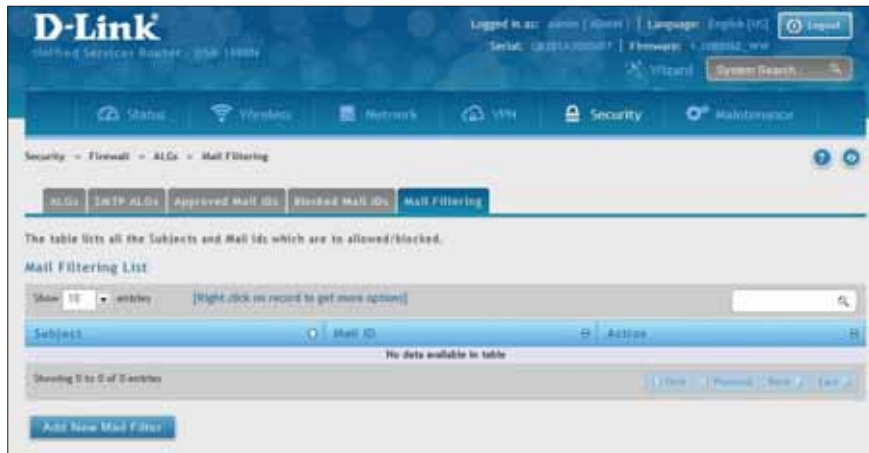 D-Link
Logged in as: admin ( ADMIN ) | Language: English [US]
Logout
Unified Services Router - DSR-1000N
Serial: | Firmware:
Wizard
System Search...
Status
Wireless
Network
VPN
Security
Maintenance
Security » Firewall » ALGs » Mail Filtering
ALGs
SMTP ALGs
Approved Mail IDs
Blocked Mail IDs
Mail Filtering
The table lists all the Subjects and Mail ids which are to allowed/blocked.
Mail Filtering List
Show 10 entries
[Right click on record to get more options]
Subject
Mail ID
Action
No data available in table
Showing 0 to 0 of 0 entries
First
Previous
Next
Last
Add New Mail Filter